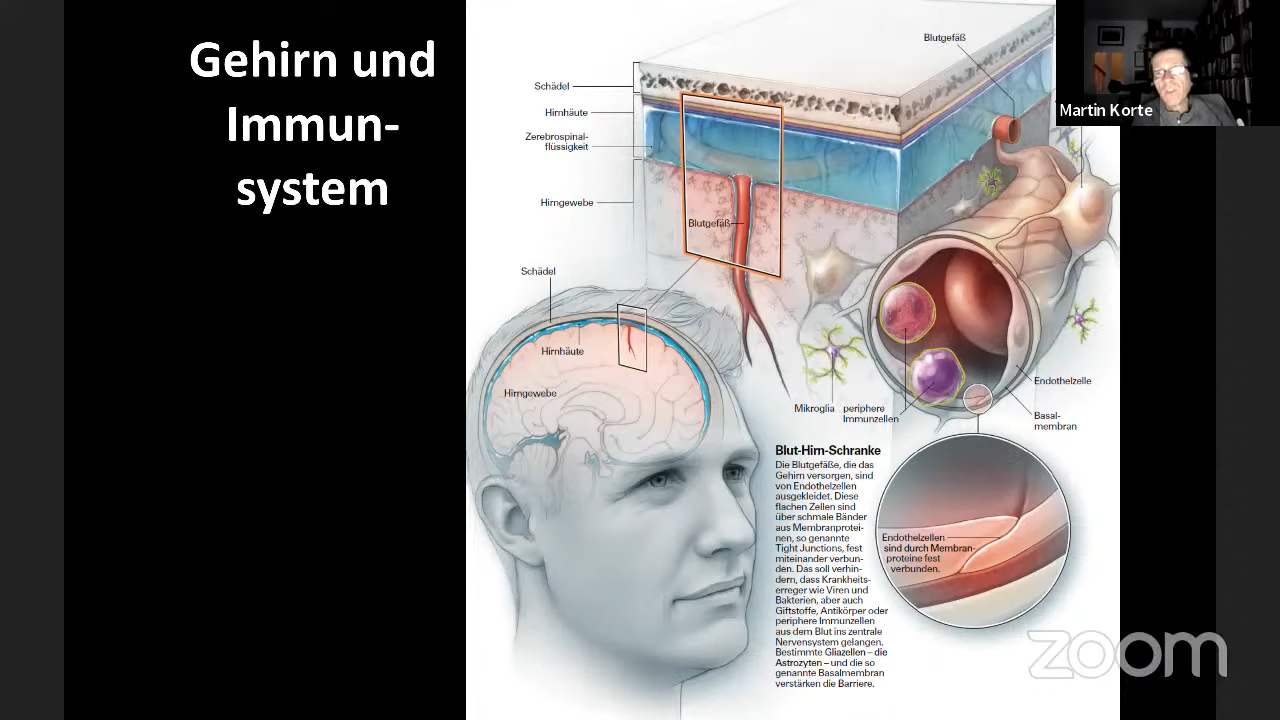 Gehirn und
Immun-
system
Blutgefäß
Schädel
Hirnhäute
Zerebrospinal-
flüssigkeit
Hirngewebe
Blutgefäß
Martin Korte
Schädel
Hirnhäute
Hirngewebe
Mikroglia
periphere
Immunzellen
Endothelzelle
Basal-
membran
Blut-Hirn-Schranke
Die Blutgefäße, die das
Gehirn versorgen, sind
von Endothelzellen
ausgekleidet. Diese
flachen Zellen sind
über schmale Bänder
aus Membranprotei-
nen, so genannte
Tight Junctions, fest
miteinander verbun-
den. Das soll verhin-
dern, dass Krankheits-
erreger wie Viren und
Bakterien, aber auch
Giftstoffe, Antikörper oder
periphere Immunzellen
aus dem Blut ins zentrale
Nervensystem gelangen.
Bestimmte Gliazellen – die
Astrozyten – und die so
genannte Basalmembran
verstärken die Barriere.
Endothelzellen
sind durch Membran-
proteine fest
verbunden.
zoom